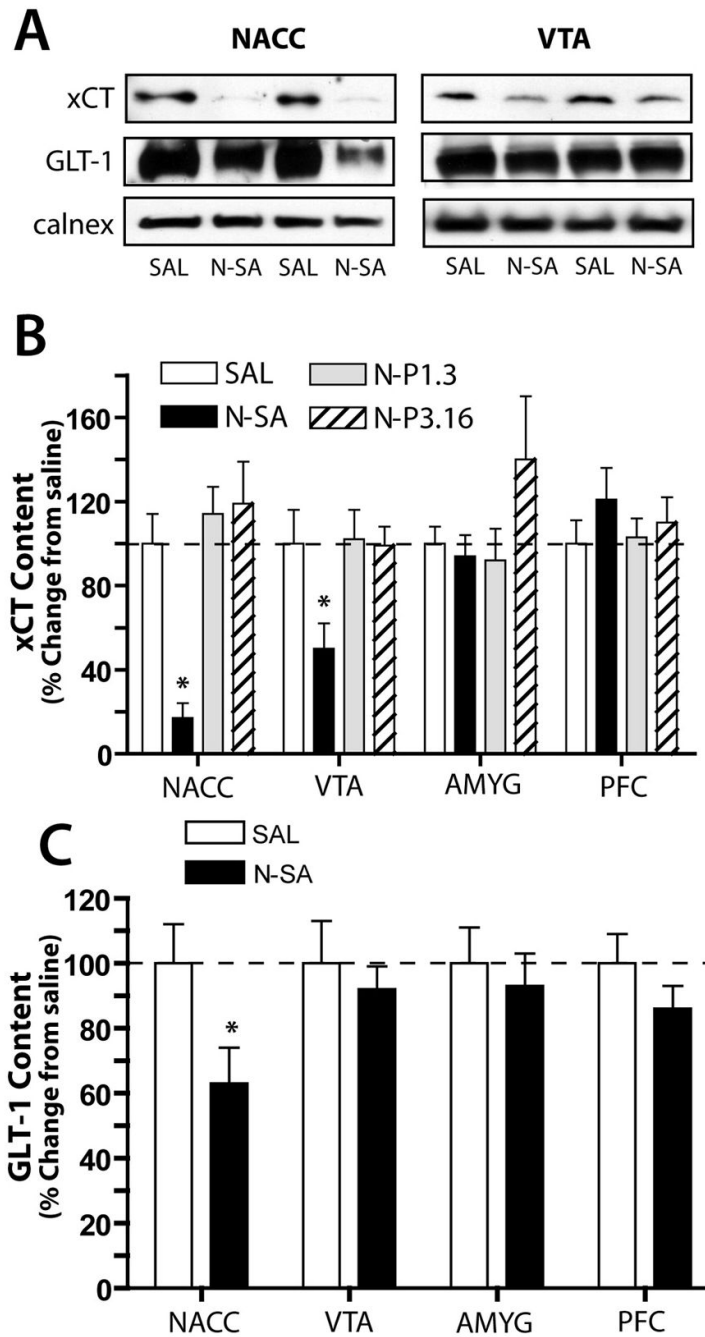 A
NACC VTA
xCT
GLT-1
calnex
SAL N-SA SAL N-SA SAL N-SA SAL N-SA
B
SAL N-P1.3
N-SA N-P3.16
xCT Content
(% Change from saline)
160
120
80
40
0
* *
NACC VTA AMYG PFC
C
SAL
N-SA
GLT-1 Content
(% Change from saline)
120
100
80
60
40
20
0
*
NACC VTA AMYG PFC